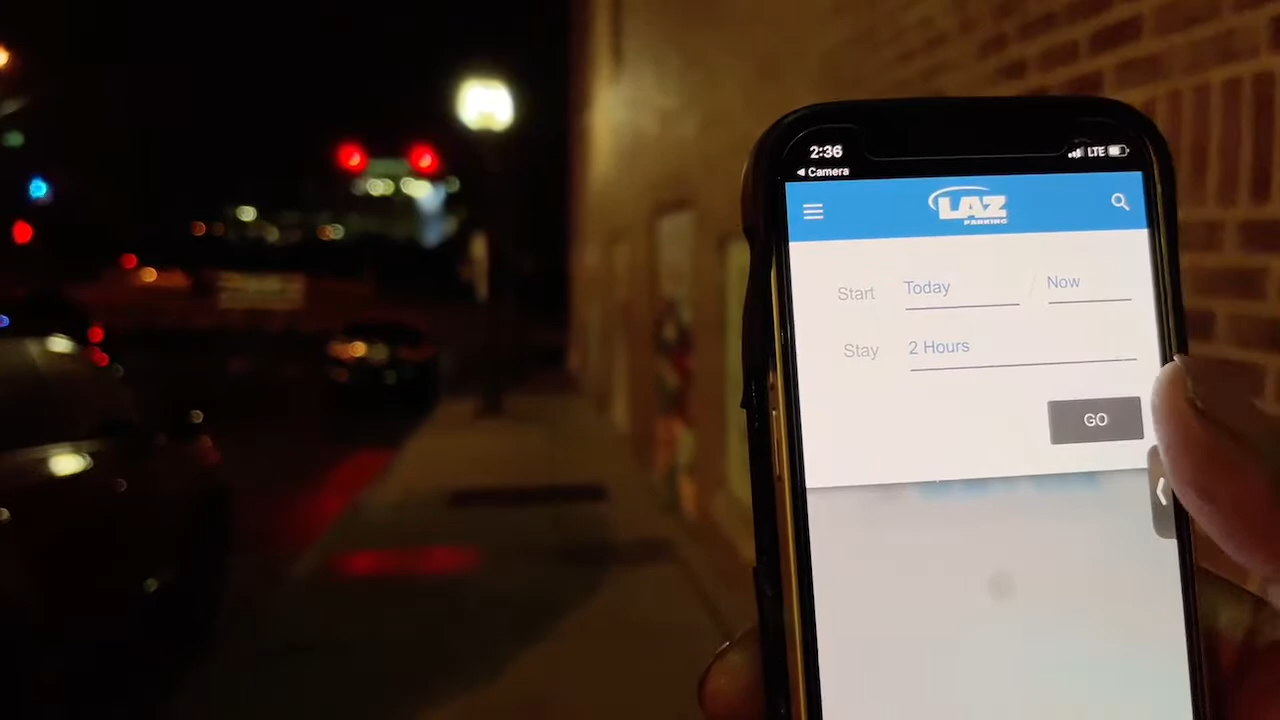 2:36
LTE
◀ Camera
LAZ
PARKING
Start Today / Now
Stay 2 Hours
GO